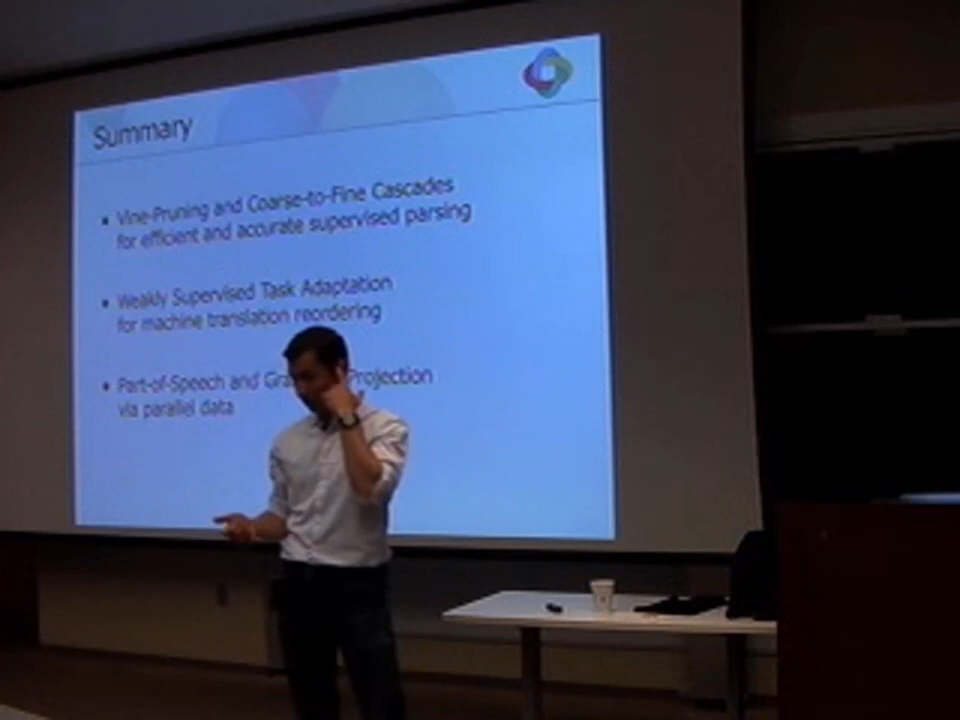 Summary
Vine-Pruning and Coarse-to-Fine Cascades
for efficient and accurate supervised parsing
Weakly Supervised Task Adaptation
for machine translation reordering
Part-of-Speech and Projection
via parallel data